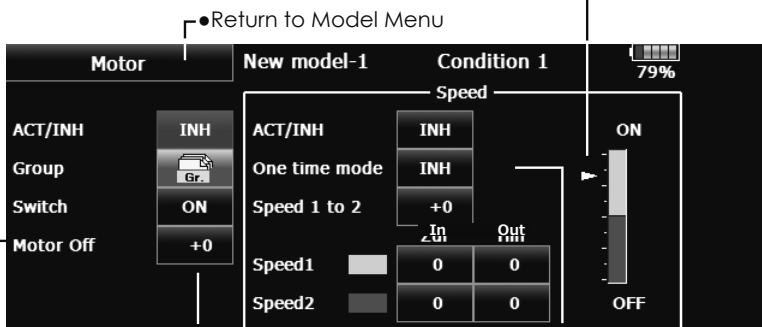 ●Return to Model Menu
Motor New model-1 Condition 1 79%
Speed
ACT/INH INH ACT/INH INH ON
Group Gr. One time mode INH
Switch ON Speed 1 to 2 +0
Motor Off +0 In Out
Speed1 0 0
Speed2 0 0 OFF